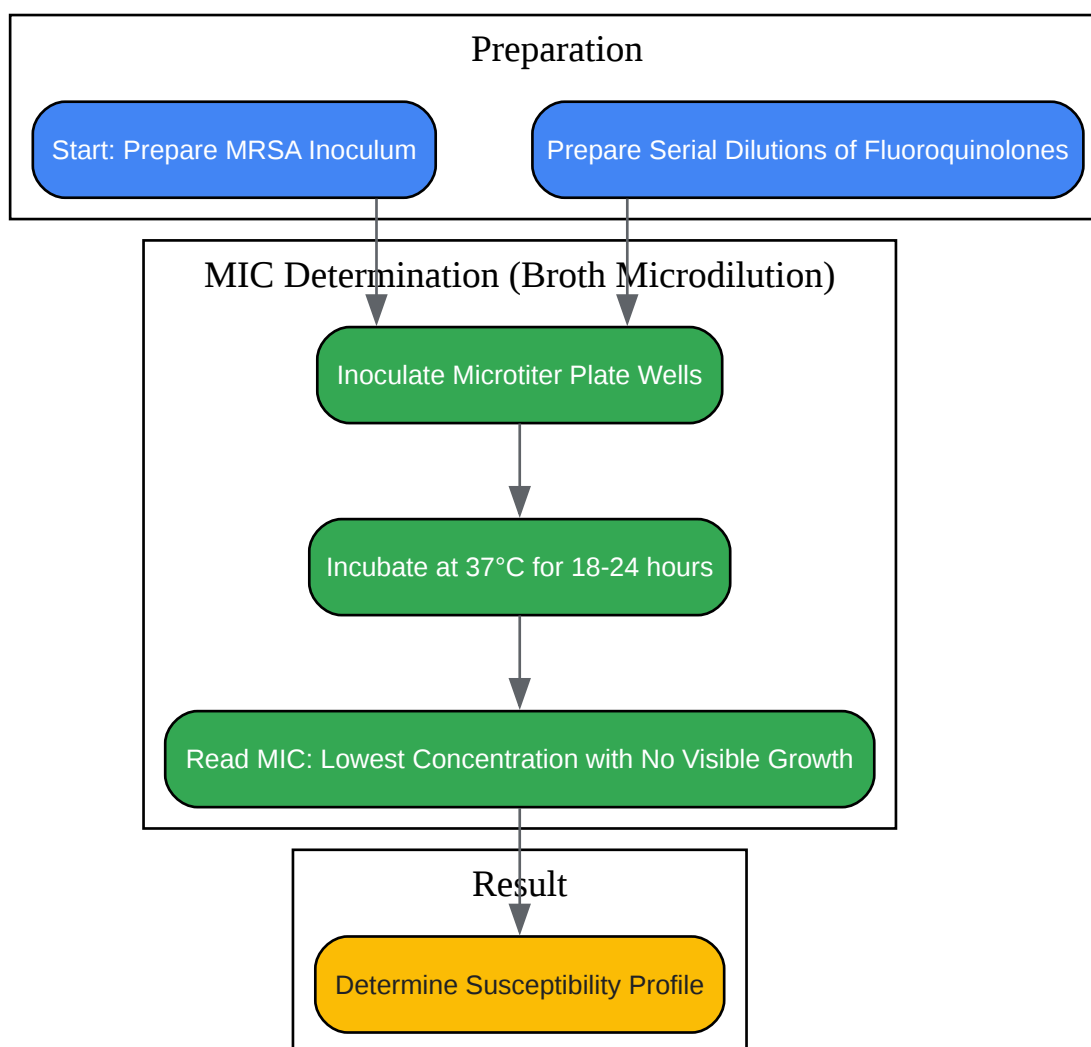 Preparation
Start: Prepare MRSA Inoculum
Prepare Serial Dilutions of Fluoroquinolones
MIC Determination (Broth Microdilution)
Inoculate Microtiter Plate Wells
Incubate at 37°C for 18-24 hours
Read MIC: Lowest Concentration with No Visible Growth
Result
Determine Susceptibility Profile